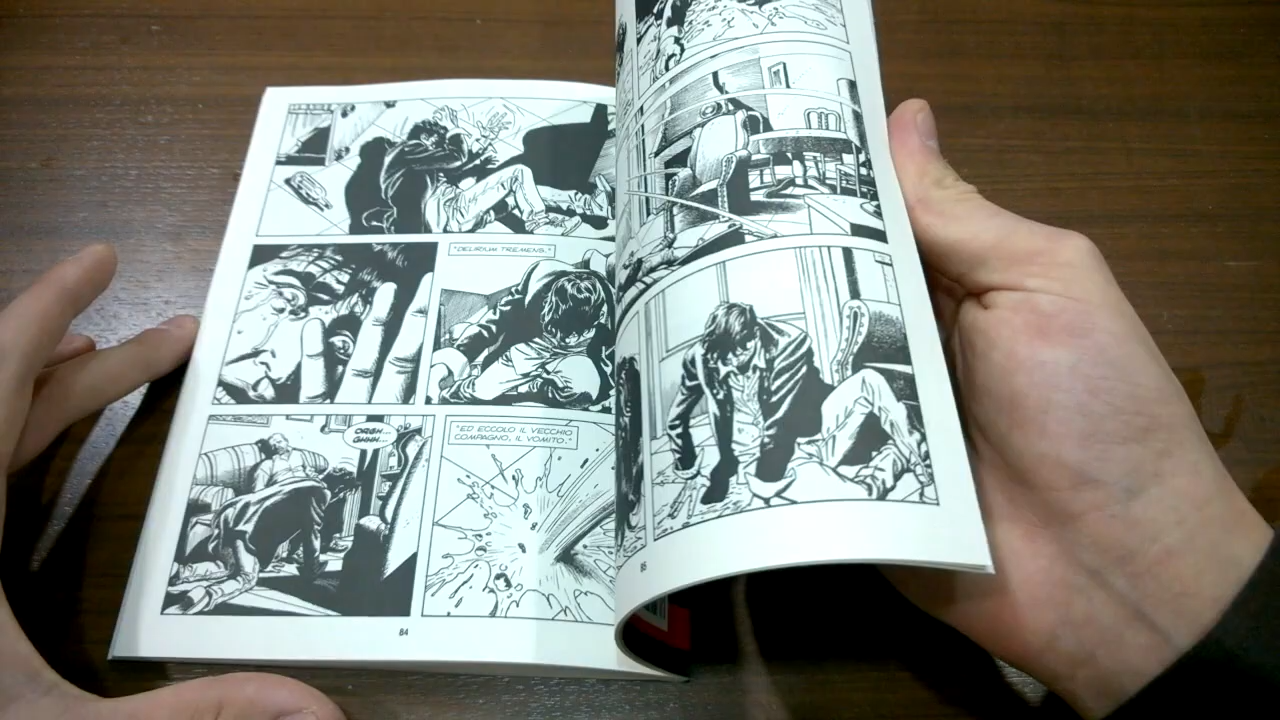 "DELIRIUM TREMENS."
ORGH...
GHHH...
"ED ECCOLO IL VECCHIO
COMPAGNO, IL VOMITO."
84
85